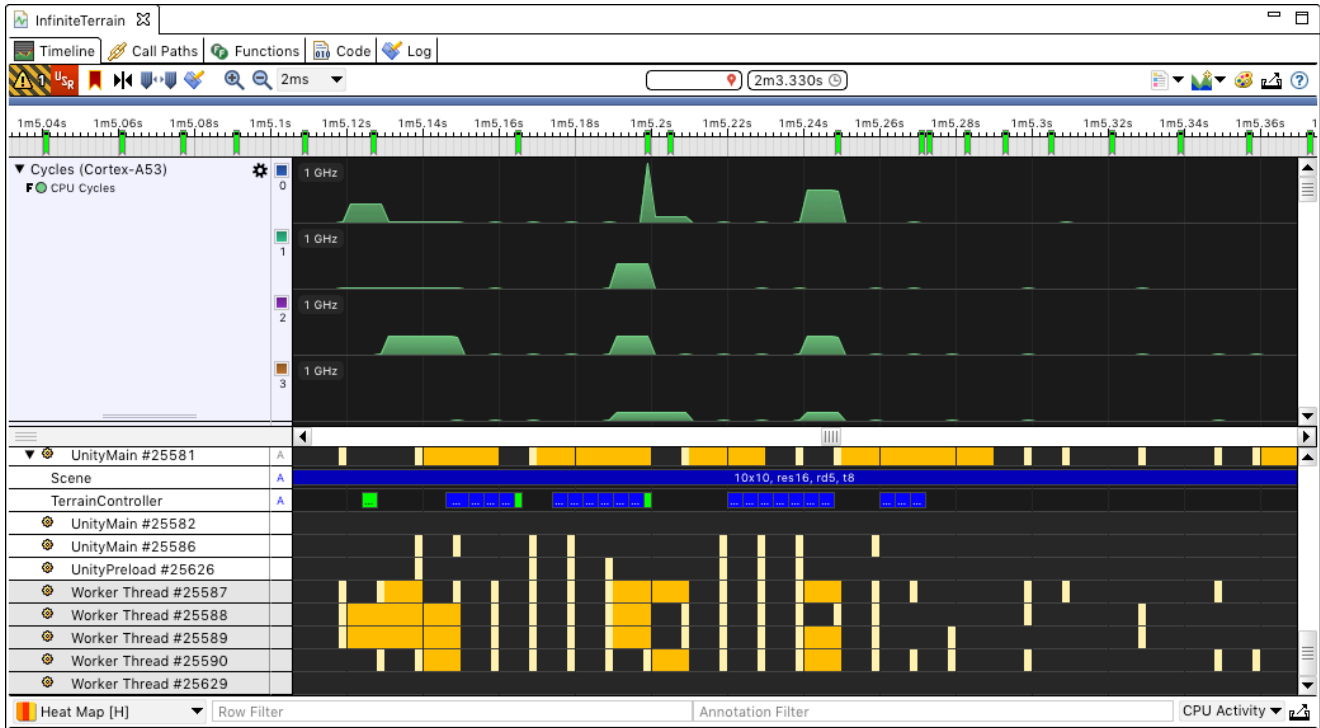 InfiniteTerrain
Timeline Call Paths Functions Code Log
1 USR 2ms 2m3.330s
1m5.04s 1m5.06s 1m5.08s 1m5.1s 1m5.12s 1m5.14s 1m5.16s 1m5.18s 1m5.2s 1m5.22s 1m5.24s 1m5.26s 1m5.28s 1m5.3s 1m5.32s 1m5.34s 1m5.36s 1
Cycles (Cortex-A53) 1 GHz
F CPU Cycles 0
1 GHz
1
1 GHz
2
1 GHz
3
UnityMain #25581 A
Scene A 10x10, res16, rd5, t8
TerrainController A ... ... ... ... ... ... ... ... ... ... ... ... ... ... ... ... ... ... ... ... ...
UnityMain #25582
UnityMain #25586
UnityPreload #25626
Worker Thread #25587
Worker Thread #25588
Worker Thread #25589
Worker Thread #25590
Worker Thread #25629
Heat Map [H] Row Filter Annotation Filter CPU Activity